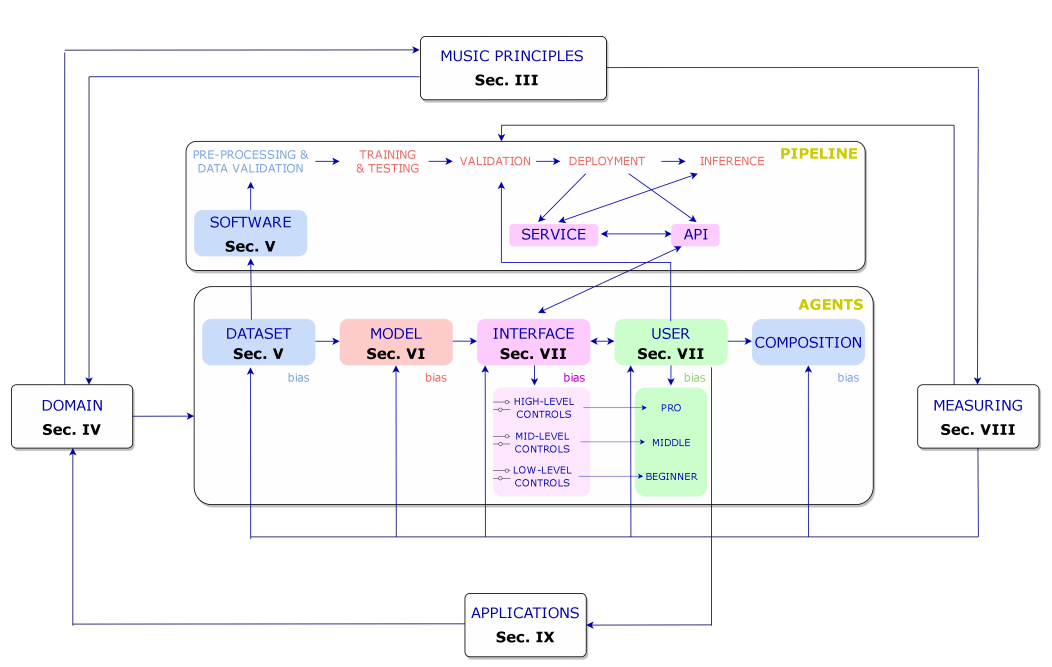 MUSIC PRINCIPLES
Sec. III
PIPELINE
PRE-PROCESSING &
DATA VALIDATION
TRAINING
& TESTING
VALIDATION
DEPLOYMENT
INFERENCE
SOFTWARE
Sec. V
SERVICE
API
AGENTS
DATASET
Sec. V
MODEL
Sec. VI
INTERFACE
Sec. VII
USER
Sec. VII
COMPOSITION
bias
bias
bias
bias
bias
HIGH-LEVEL
CONTROLS
PRO
MID-LEVEL
CONTROLS
MIDDLE
LOW-LEVEL
CONTROLS
BEGINNER
DOMAIN
Sec. IV
MEASURING
Sec. VIII
APPLICATIONS
Sec. IX